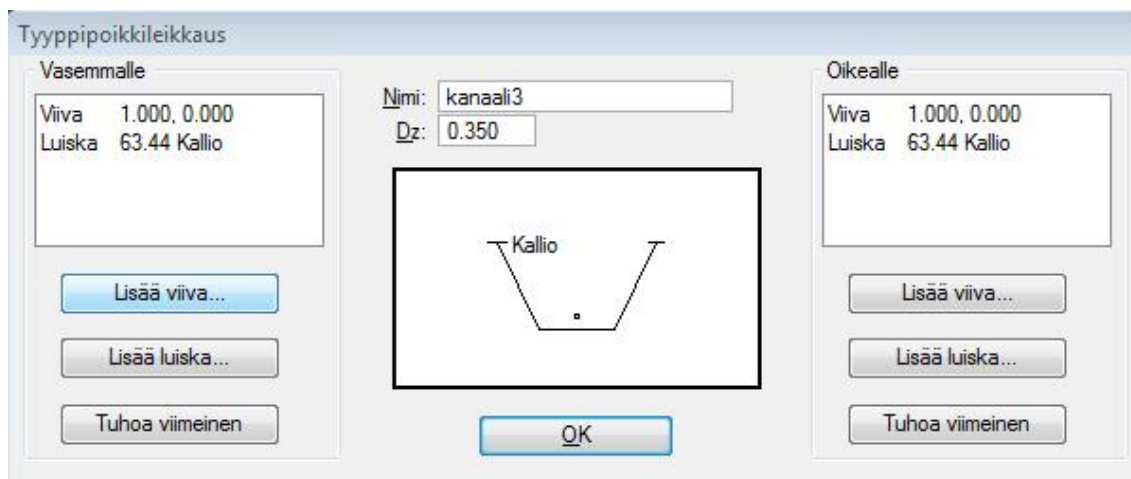 Tyyppipoikkileikkaus
Vasemmalle
Viiva 1.000, 0.000
Luiska 63.44 Kallio
Lisää viiva...
Lisää luiska...
Tuhoa viimeinen
Nimi: kanaali3
Dz: 0.350
Kallio
OK
Oikealle
Viiva 1.000, 0.000
Luiska 63.44 Kallio
Lisää viiva...
Lisää luiska...
Tuhoa viimeinen